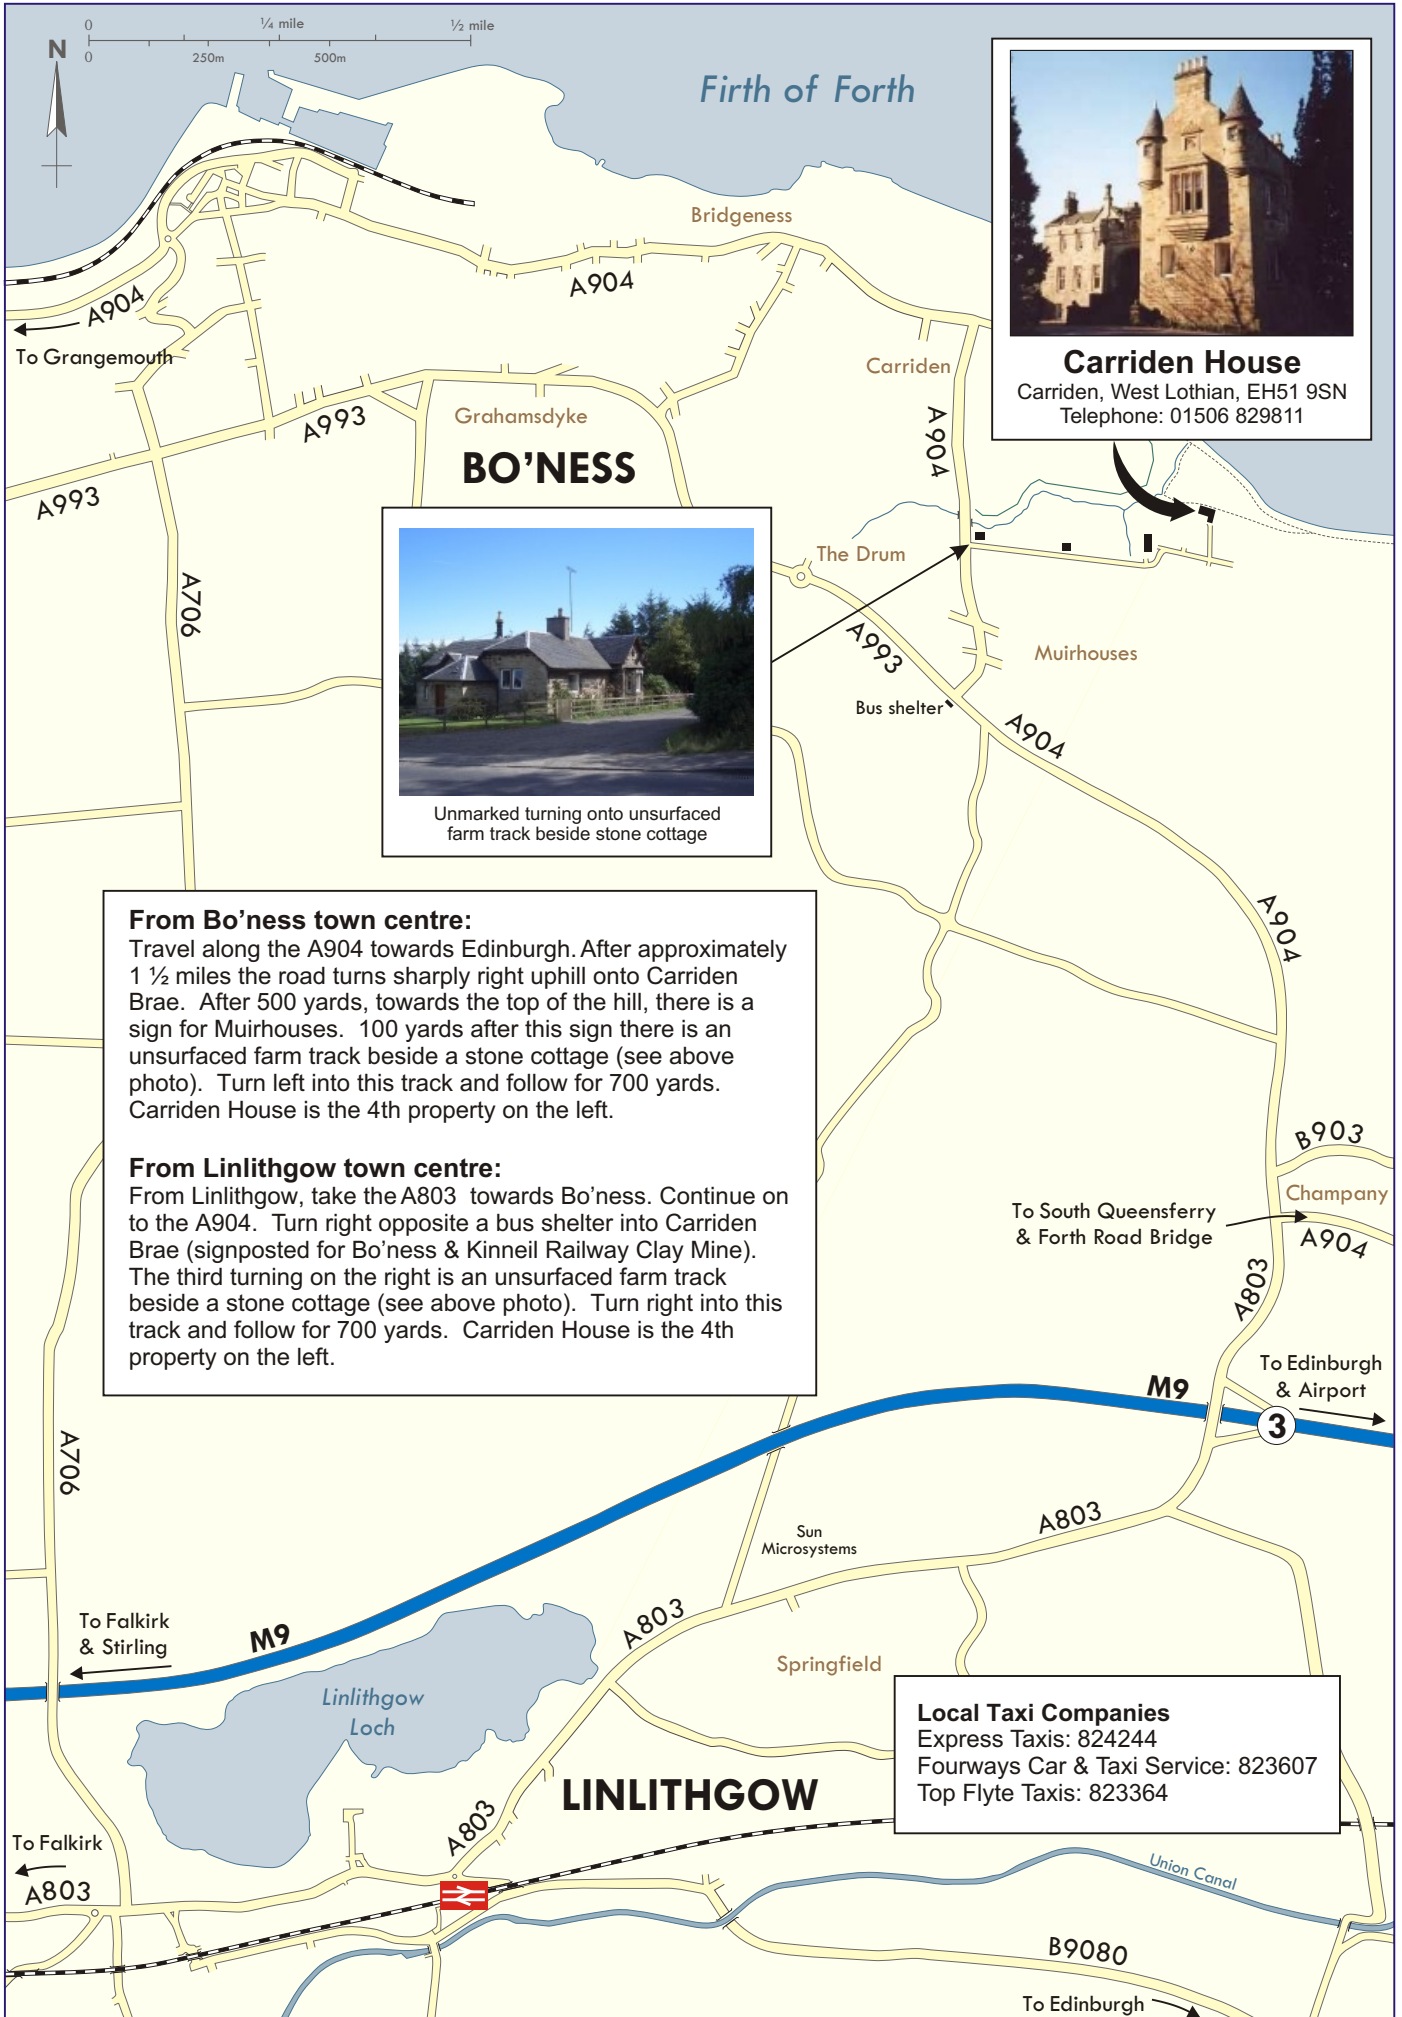 0
¼ mile
½ mile
N
0
250m
500m
Firth of Forth
Carriden House
Carriden, West Lothian, EH51 9SN
Telephone: 01506 829811
Bridgeness
A904
A904
To Grangemouth
Carriden
A904
Grahamsdyke
A993
BO’NESS
A993
The Drum
A706
A993
Muirhouses
Bus shelter
A904
Unmarked turning onto unsurfaced
farm track beside stone cottage
A904
From Bo’ness town centre:
Travel along the A904 towards Edinburgh. After approximately
1 ½ miles the road turns sharply right uphill onto Carriden
Brae. After 500 yards, towards the top of the hill, there is a
sign for Muirhouses. 100 yards after this sign there is an
unsurfaced farm track beside a stone cottage (see above
photo). Turn left into this track and follow for 700 yards.
Carriden House is the 4th property on the left.
From Linlithgow town centre:
From Linlithgow, take the A803 towards Bo’ness. Continue on
to the A904. Turn right opposite a bus shelter into Carriden
Brae (signposted for Bo’ness & Kinneil Railway Clay Mine).
The third turning on the right is an unsurfaced farm track
beside a stone cottage (see above photo). Turn right into this
track and follow for 700 yards. Carriden House is the 4th
property on the left.
B903
Champany
To South Queensferry
& Forth Road Bridge
A904
A803
To Edinburgh
& Airport
M9
3
A706
A803
Sun
Microsystems
To Falkirk
& Stirling
M9
A803
Springfield
Linlithgow
Loch
Local Taxi Companies
Express Taxis: 824244
Fourways Car & Taxi Service: 823607
Top Flyte Taxis: 823364
LINLITHGOW
A803
To Falkirk
A803
Union Canal
B9080
To Edinburgh